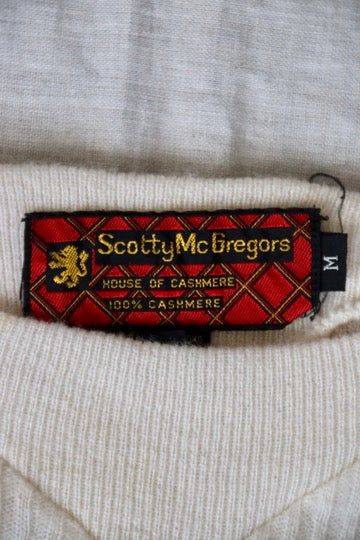 Scotty McGregors
HOUSE OF CASHMERE
100% CASHMERE
M